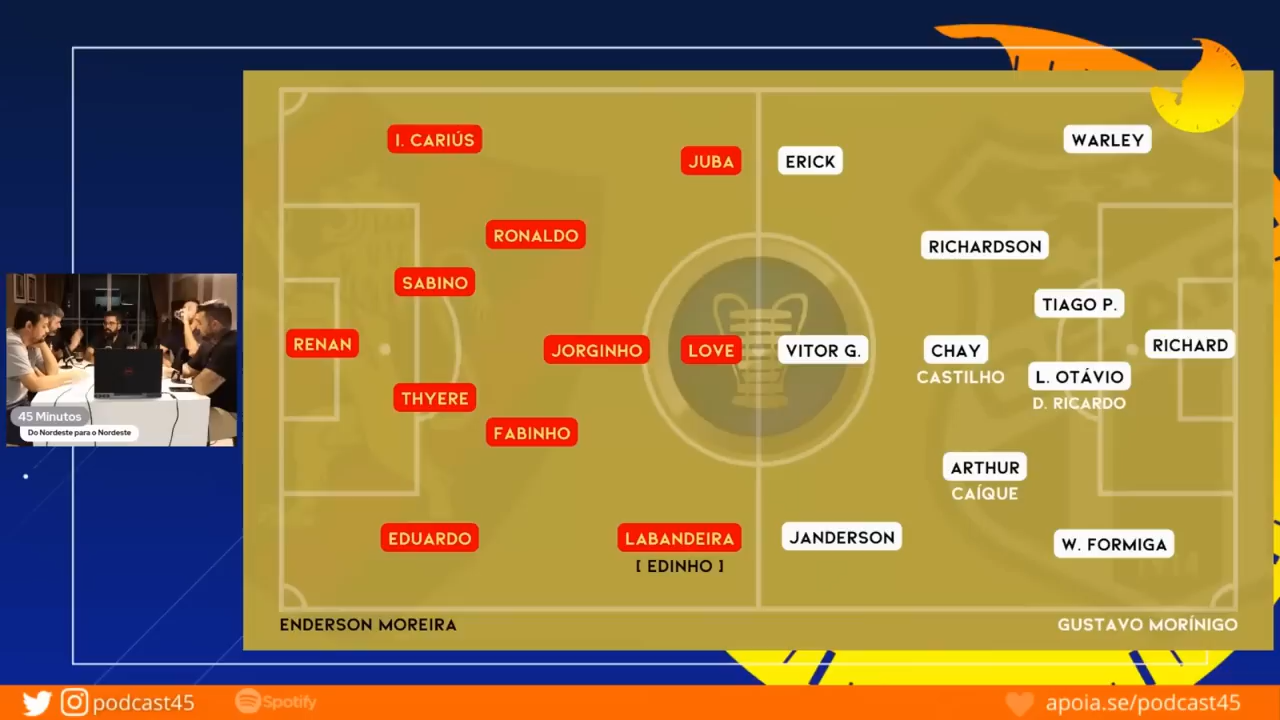 I. CARIÚS
JUBA
ERICK
WARLEY
RONALDO
RICHARDSON
SABINO
TIAGO P.
RENAN
JORGINHO
LOVE
VITOR G.
CHAY
CASTILHO
RICHARD
L. OTÁVIO
D. RICARDO
THYERE
FABINHO
ARTHUR
CAÍQUE
EDUARDO
LABANDEIRA
[ EDINHO ]
JANDERSON
W. FORMIGA
ENDERSON MOREIRA
GUSTAVO MORÍNIGO
45 Minutos
Do Nordeste para o Nordeste
podcast45
Spotify
apoia.se/podcast45